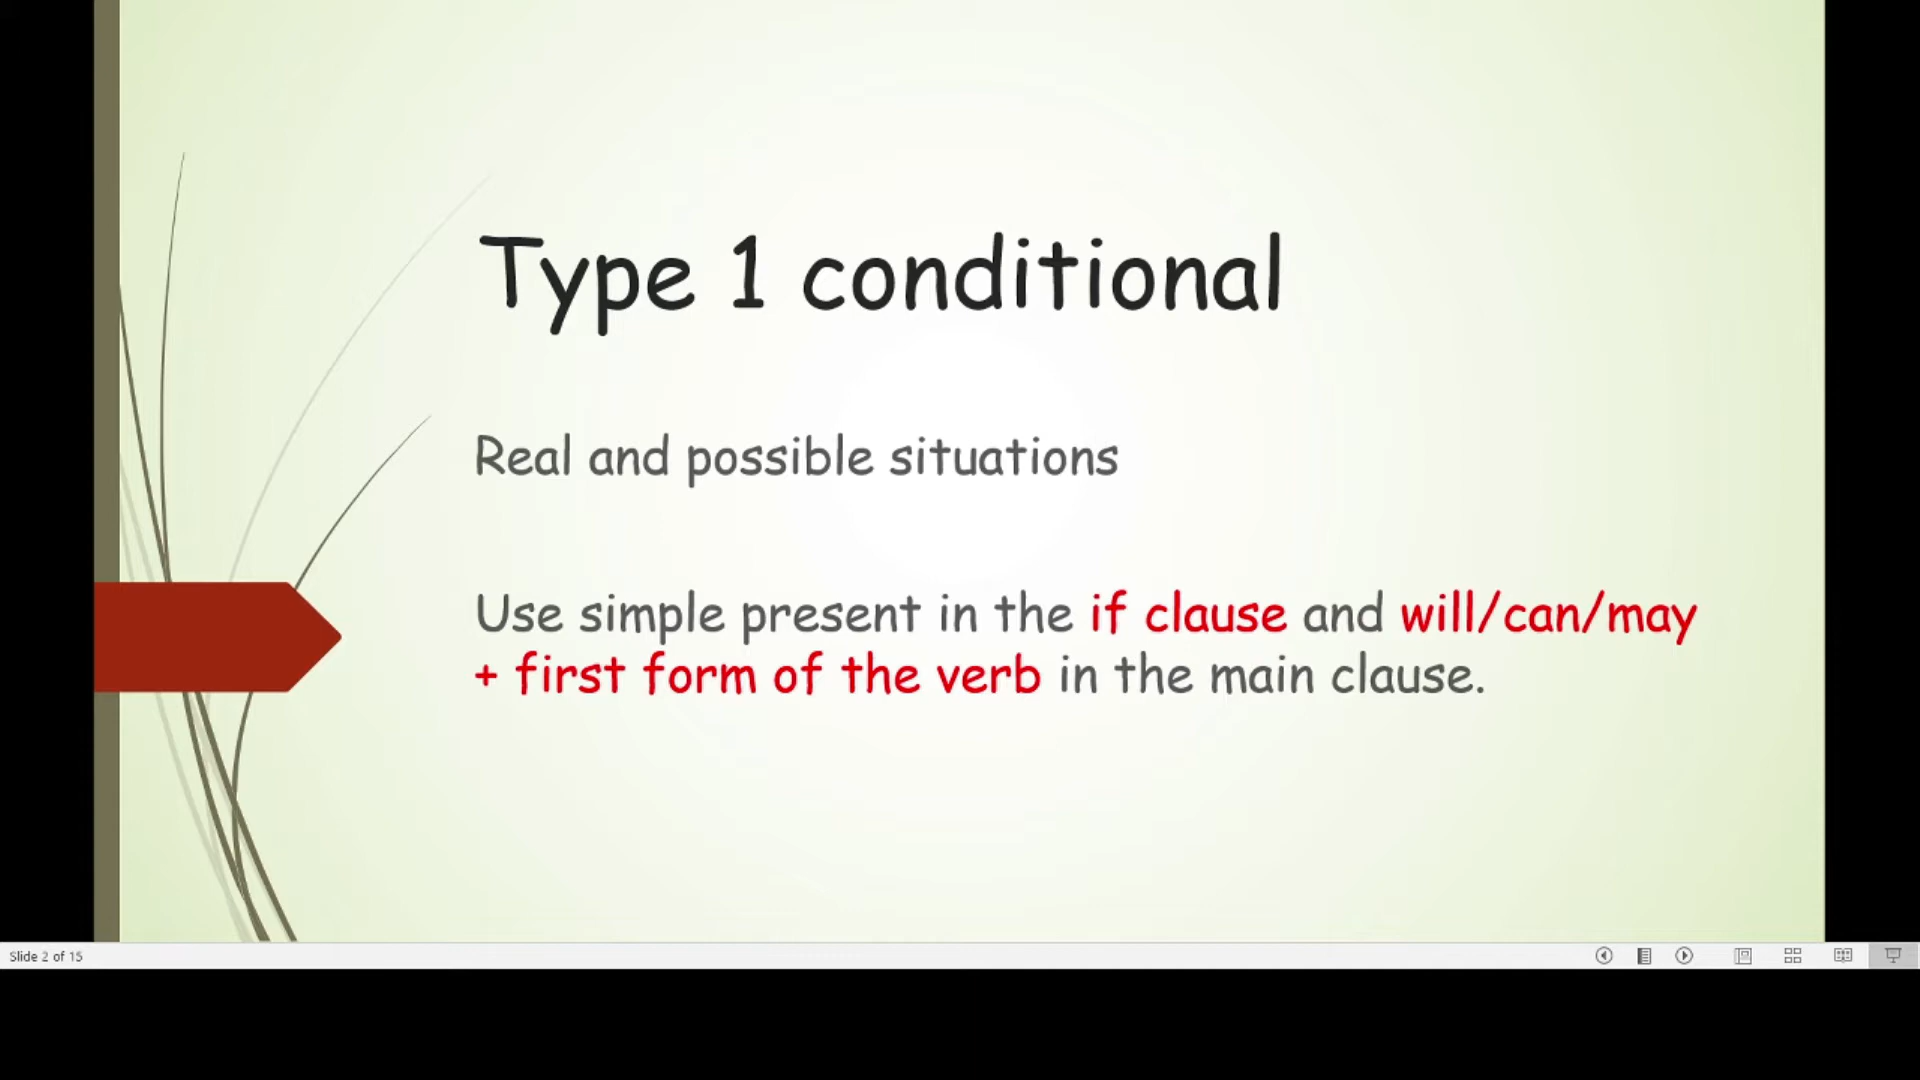 Type 1 conditional
Real and possible situations
Use simple present in the if clause and will/can/may
+ first form of the verb in the main clause.
Slide 2 of 15